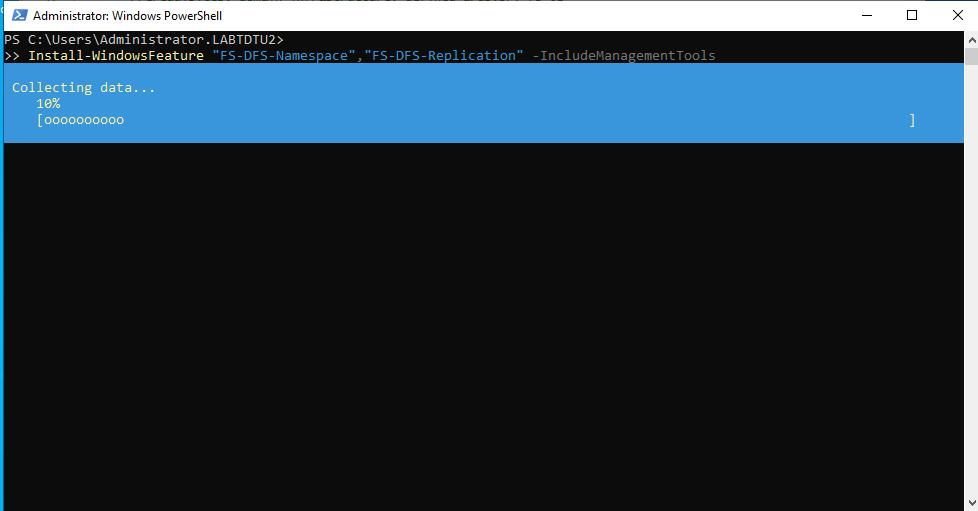 Administrator: Windows PowerShell
PS C:\Users\Administrator.LABTDTU2>
>> Install-WindowsFeature "FS-DFS-Namespace","FS-DFS-Replication" -IncludeManagementTools
Collecting data...
10%
[oooooooooo ]